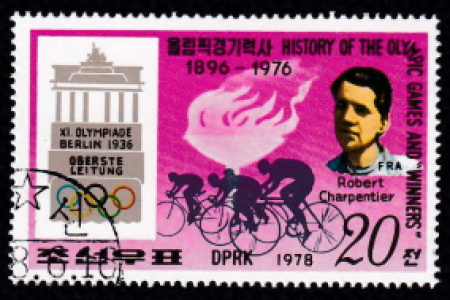 올림픽경기력사 HISTORY OF THE OLYMPIC GAMES AND "WINNERS"
1896-1976
XI. OLYMPIADE
BERLIN 1936
OBERSTE
LEITUNG
FRA
Robert
Charpentier
조선우표
DPRK 1978
20 전